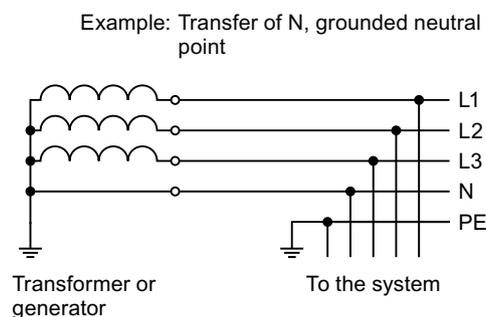 Example: Transfer of N, grounded neutral
point
L1
L2
L3
N
PE
Transformer or
generator
To the system